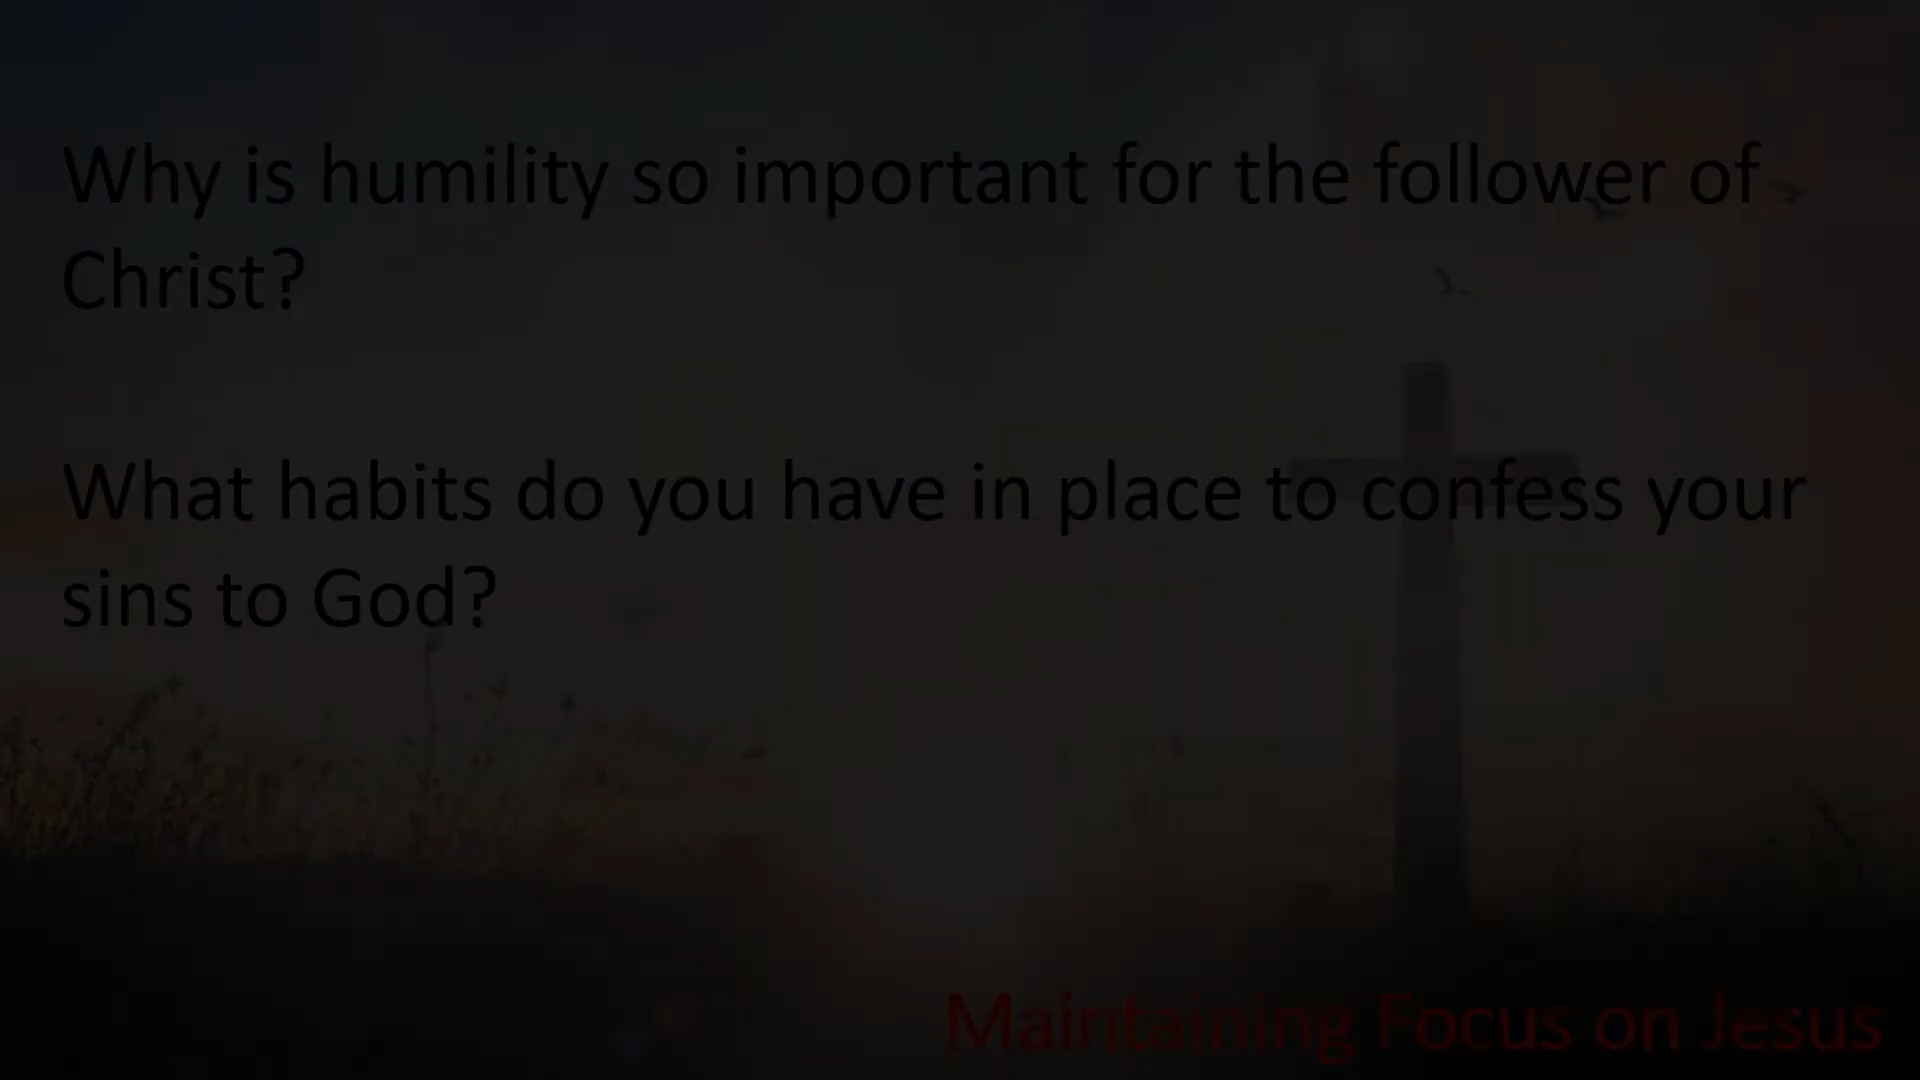 Why is humility so important for the follower of
Christ?
What habits do you have in place to confess your
sins to God?
Maintaining Focus on Jesus